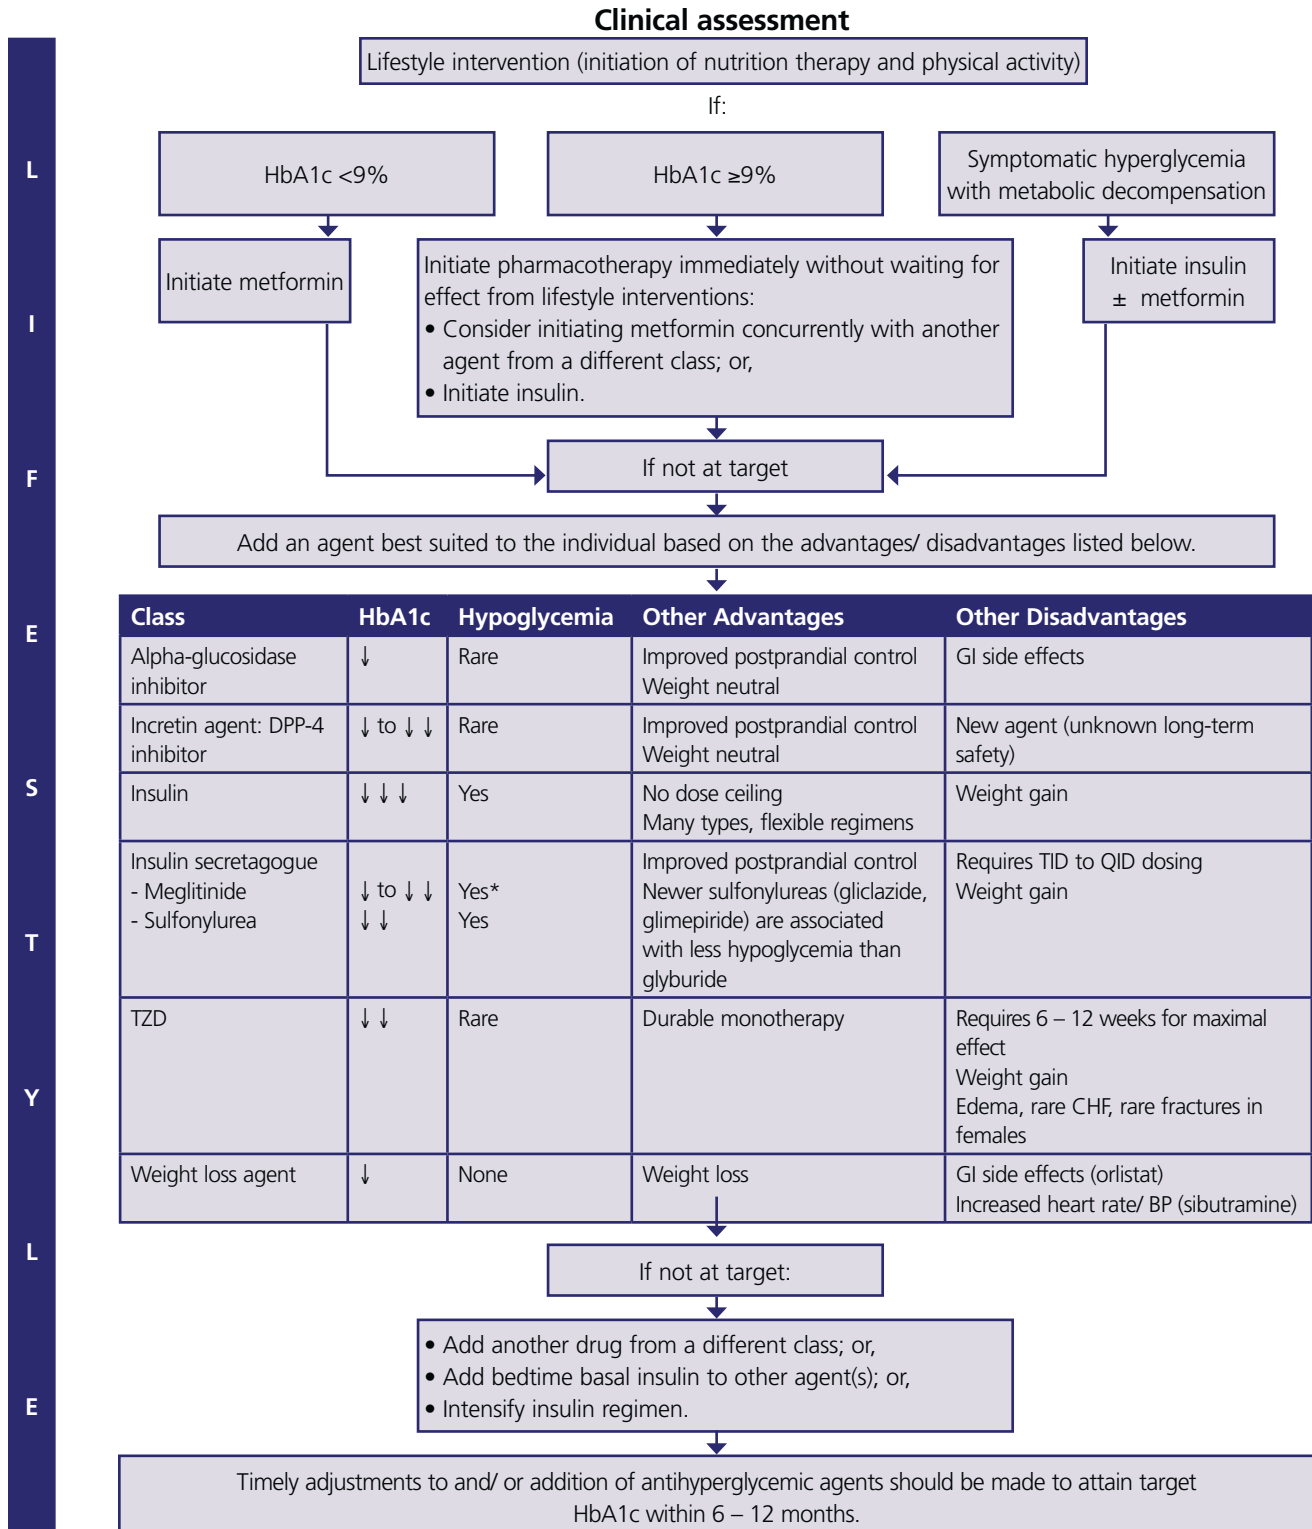 Clinical assessment
Lifestyle intervention (initiation of nutrition therapy and physical activity)
If:
HbA1c <9%
HbA1c ≥9%
Symptomatic hyperglycemia
with metabolic decompensation
Initiate metformin
Initiate pharmacotherapy immediately without waiting for
effect from lifestyle interventions:
• Consider initiating metformin concurrently with another
agent from a different class; or,
• Initiate insulin.
Initiate insulin
± metformin
If not at target
Add an agent best suited to the individual based on the advantages/ disadvantages listed below.
Class HbA1c Hypoglycemia Other Advantages Other Disadvantages
Alpha-glucosidase ↓ Rare Improved postprandial control GI side effects
inhibitor Weight neutral
Incretin agent: DPP-4 ↓ to ↓ ↓ Rare Improved postprandial control New agent (unknown long-term
inhibitor Weight neutral safety)
Insulin ↓ ↓ ↓ Yes No dose ceiling Weight gain
Many types, flexible regimens
Insulin secretagogue Improved postprandial control Requires TID to QID dosing
- Meglitinide ↓ to ↓ ↓ Yes* Newer sulfonylureas (gliclazide, Weight gain
- Sulfonylurea ↓ ↓ Yes glimepiride) are associated
with less hypoglycemia than
glyburide
TZD ↓ ↓ Rare Durable monotherapy Requires 6 – 12 weeks for maximal
effect
Weight gain
Edema, rare CHF, rare fractures in
females
Weight loss agent ↓ None Weight loss GI side effects (orlistat)
Increased heart rate/ BP (sibutramine)
If not at target:
• Add another drug from a different class; or,
• Add bedtime basal insulin to other agent(s); or,
• Intensify insulin regimen.
Timely adjustments to and/ or addition of antihyperglycemic agents should be made to attain target
HbA1c within 6 – 12 months.
L
I
F
E
S
T
Y
L
E